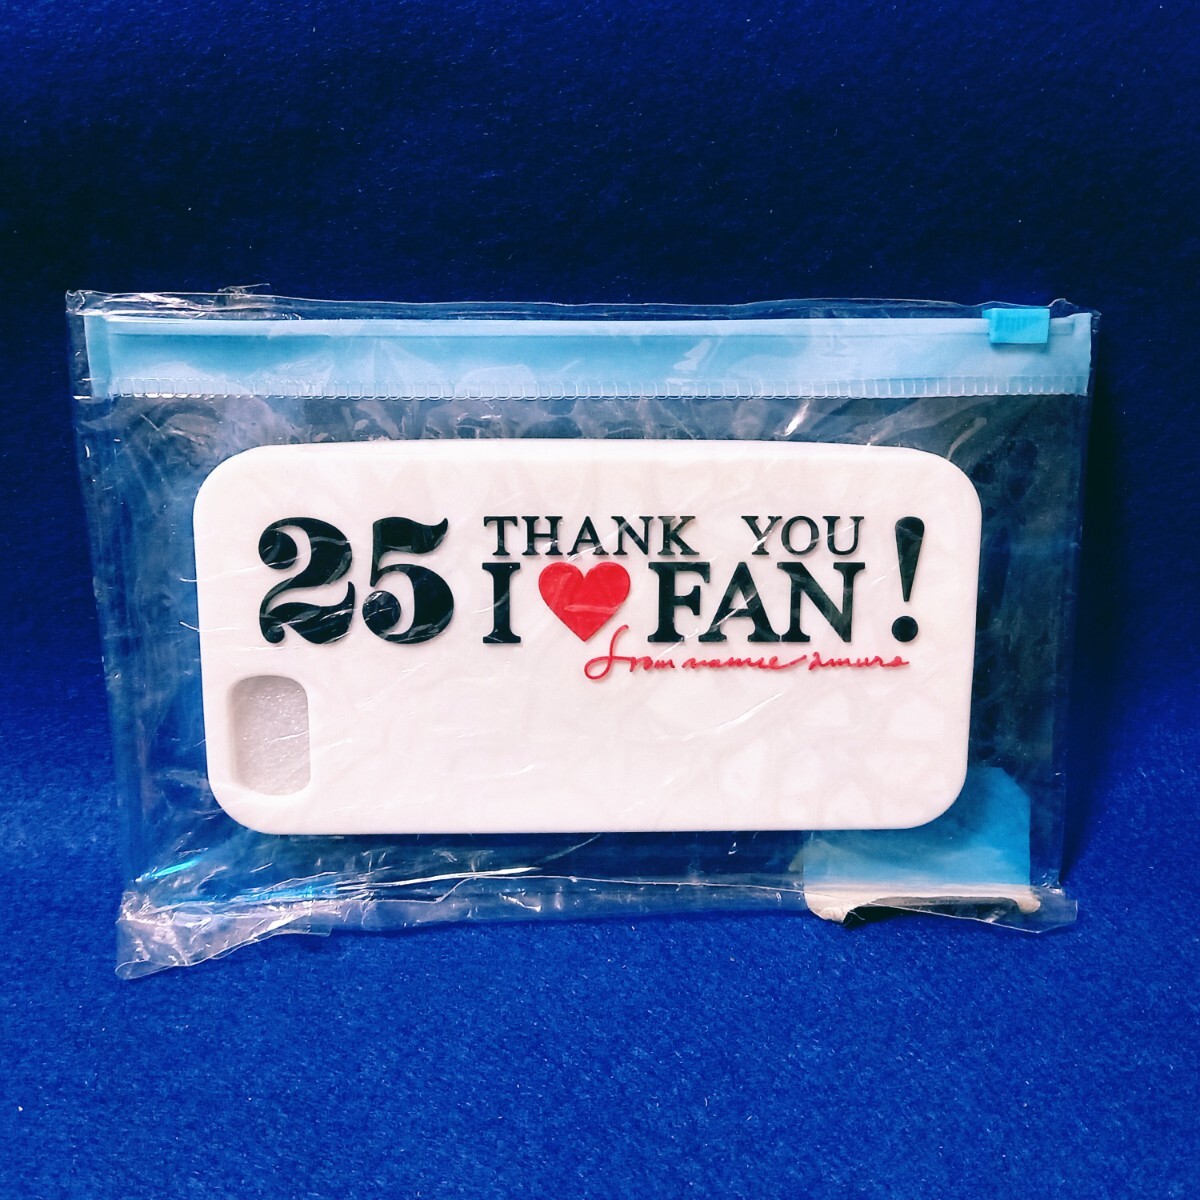 25 THANK YOU
I ♥ FAN!
from namie amuro